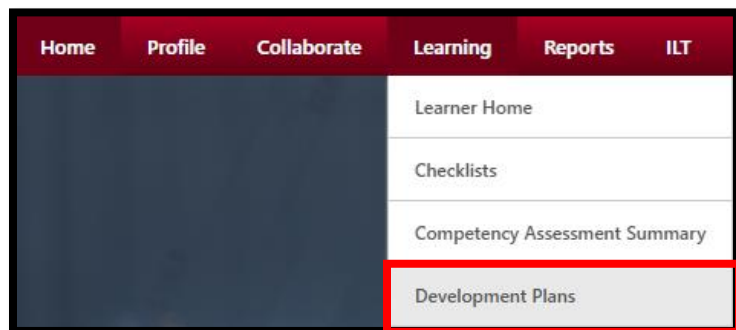 Home Profile Collaborate Learning Reports ILT
Learner Home
Checklists
Competency Assessment Summary
Development Plans